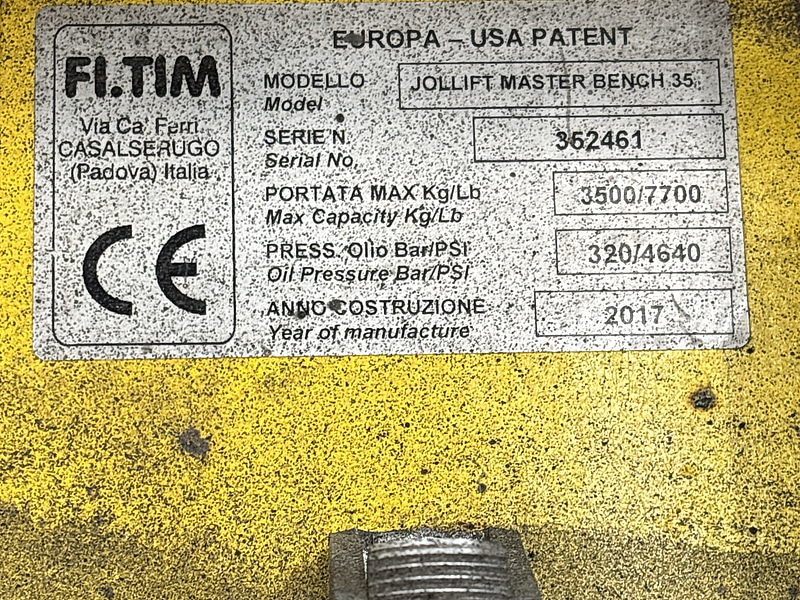 EUROPA – USA PATENT
FI.TIM
Via Ca' Ferri
CASALSERUGO
(Padova) Italia
CE
MODELLO
Model
JOLLIFT MASTER BENCH 35
SERIE N.
Serial No.
352461
PORTATA MAX Kg/Lb
Max Capacity Kg/Lb
3500/7700
PRESS. Olio Bar/PSI
Oil Pressure Bar/PSI
320/4640
ANNO COSTRUZIONE
Year of manufacture
2017